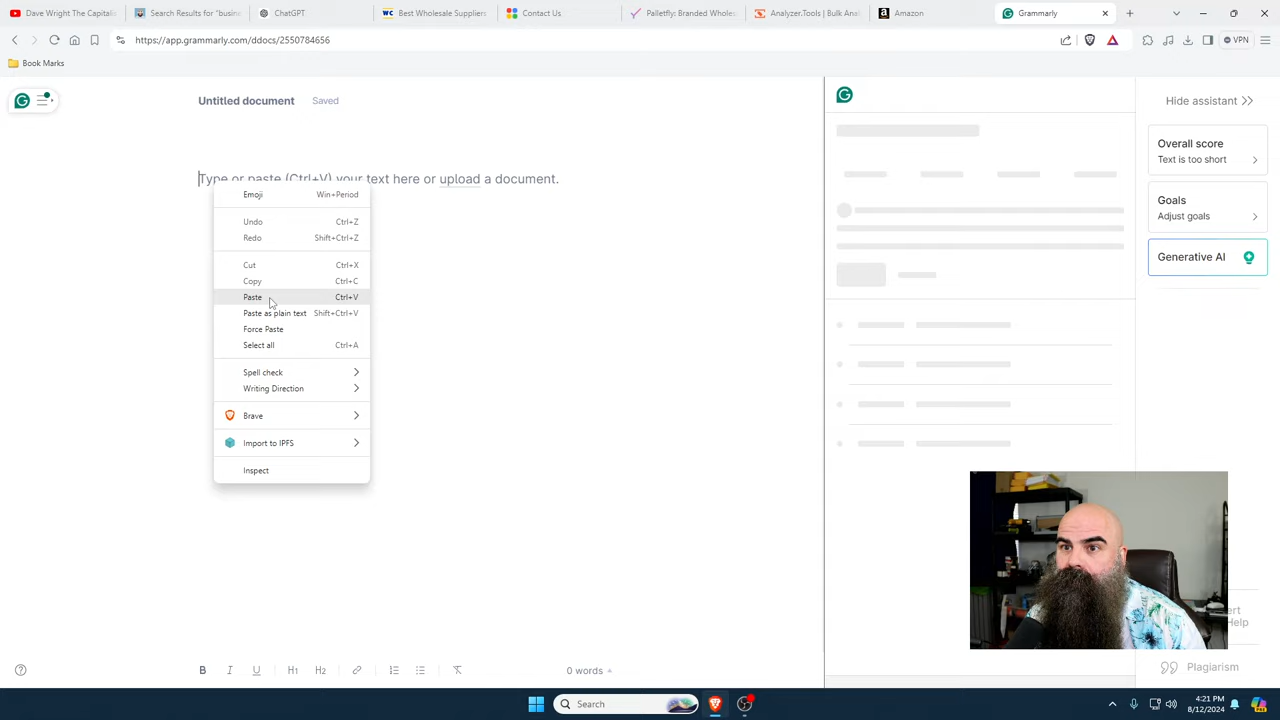 Dave Wright The Capitalis
Search Results for "busine
ChatGPT
WC Best Wholesale Suppliers
Contact Us
Palletfly: Branded Wholes
Analyzer.Tools | Bulk Anal
Amazon
Grammarly
https://app.grammarly.com/ddocs/2550784656
VPN
Book Marks
Untitled document Saved
Hide assistant
Type or paste (Ctrl+V) your text here or upload a document.
Emoji Win+Period
Undo Ctrl+Z
Redo Shift+Ctrl+Z
Cut Ctrl+X
Copy Ctrl+C
Paste Ctrl+V
Paste as plain text Shift+Ctrl+V
Force Paste
Select all Ctrl+A
Spell check
Writing Direction
Brave
Import to IPFS
Inspect
Overall score
Text is too short
Goals
Adjust goals
Generative AI
Help
Plagiarism
B I U H1 H2
0 words
Search
4:21 PM
8/12/2024